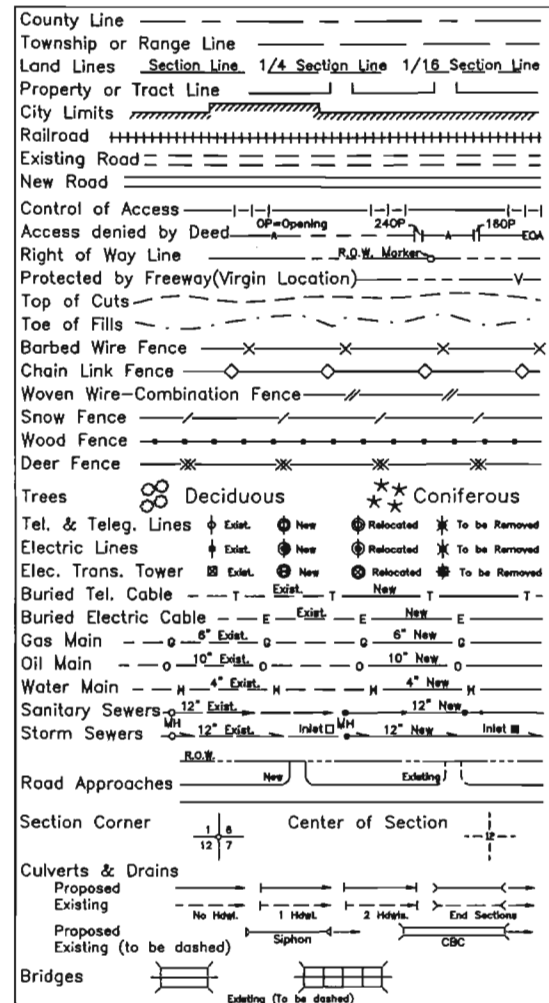 County Line
Township or Range Line
Land Lines Section Line 1/4 Section Line 1/16 Section Line
Property or Tract Line
City Limits
Railroad
Existing Road
New Road
Control of Access
OP=Opening 24OP 16OP
Access denied by Deed A A EOA
Right of Way Line R.O.W. Marker
Protected by Freeway(Virgin Location) V
Top of Cuts
Toe of Fills
Barbed Wire Fence
Chain Link Fence
Woven Wire-Combination Fence
Snow Fence
Wood Fence
Deer Fence
Trees Deciduous Coniferous
Tel. & Teleg. Lines Exist. New Relocated To be Removed
Electric Lines Exist. New Relocated To be Removed
Elec. Trans. Tower Exist. New Relocated To be Removed
Buried Tel. Cable T Exist. T New T T
Buried Electric Cable E Exist. E New E
Gas Main G 6" Exist. G G 6" New G
Oil Main O 10" Exist. O O 10" New O
Water Main W 4" Exist. W W 4" New W
Sanitary Sewers 12" Exist. 12" New
MH MH
Storm Sewers 12" Exist. Inlet 12" New Inlet
R.O.W.
Road Approaches New Existing
Section Corner 1 6 12 7 Center of Section 12
Culverts & Drains
Proposed
Existing
No Hdwl. 1 Hdwl. 2 Hdwls. End Sections
Proposed
Existing (to be dashed) Siphon CBC
Bridges
Existing (To be dashed)